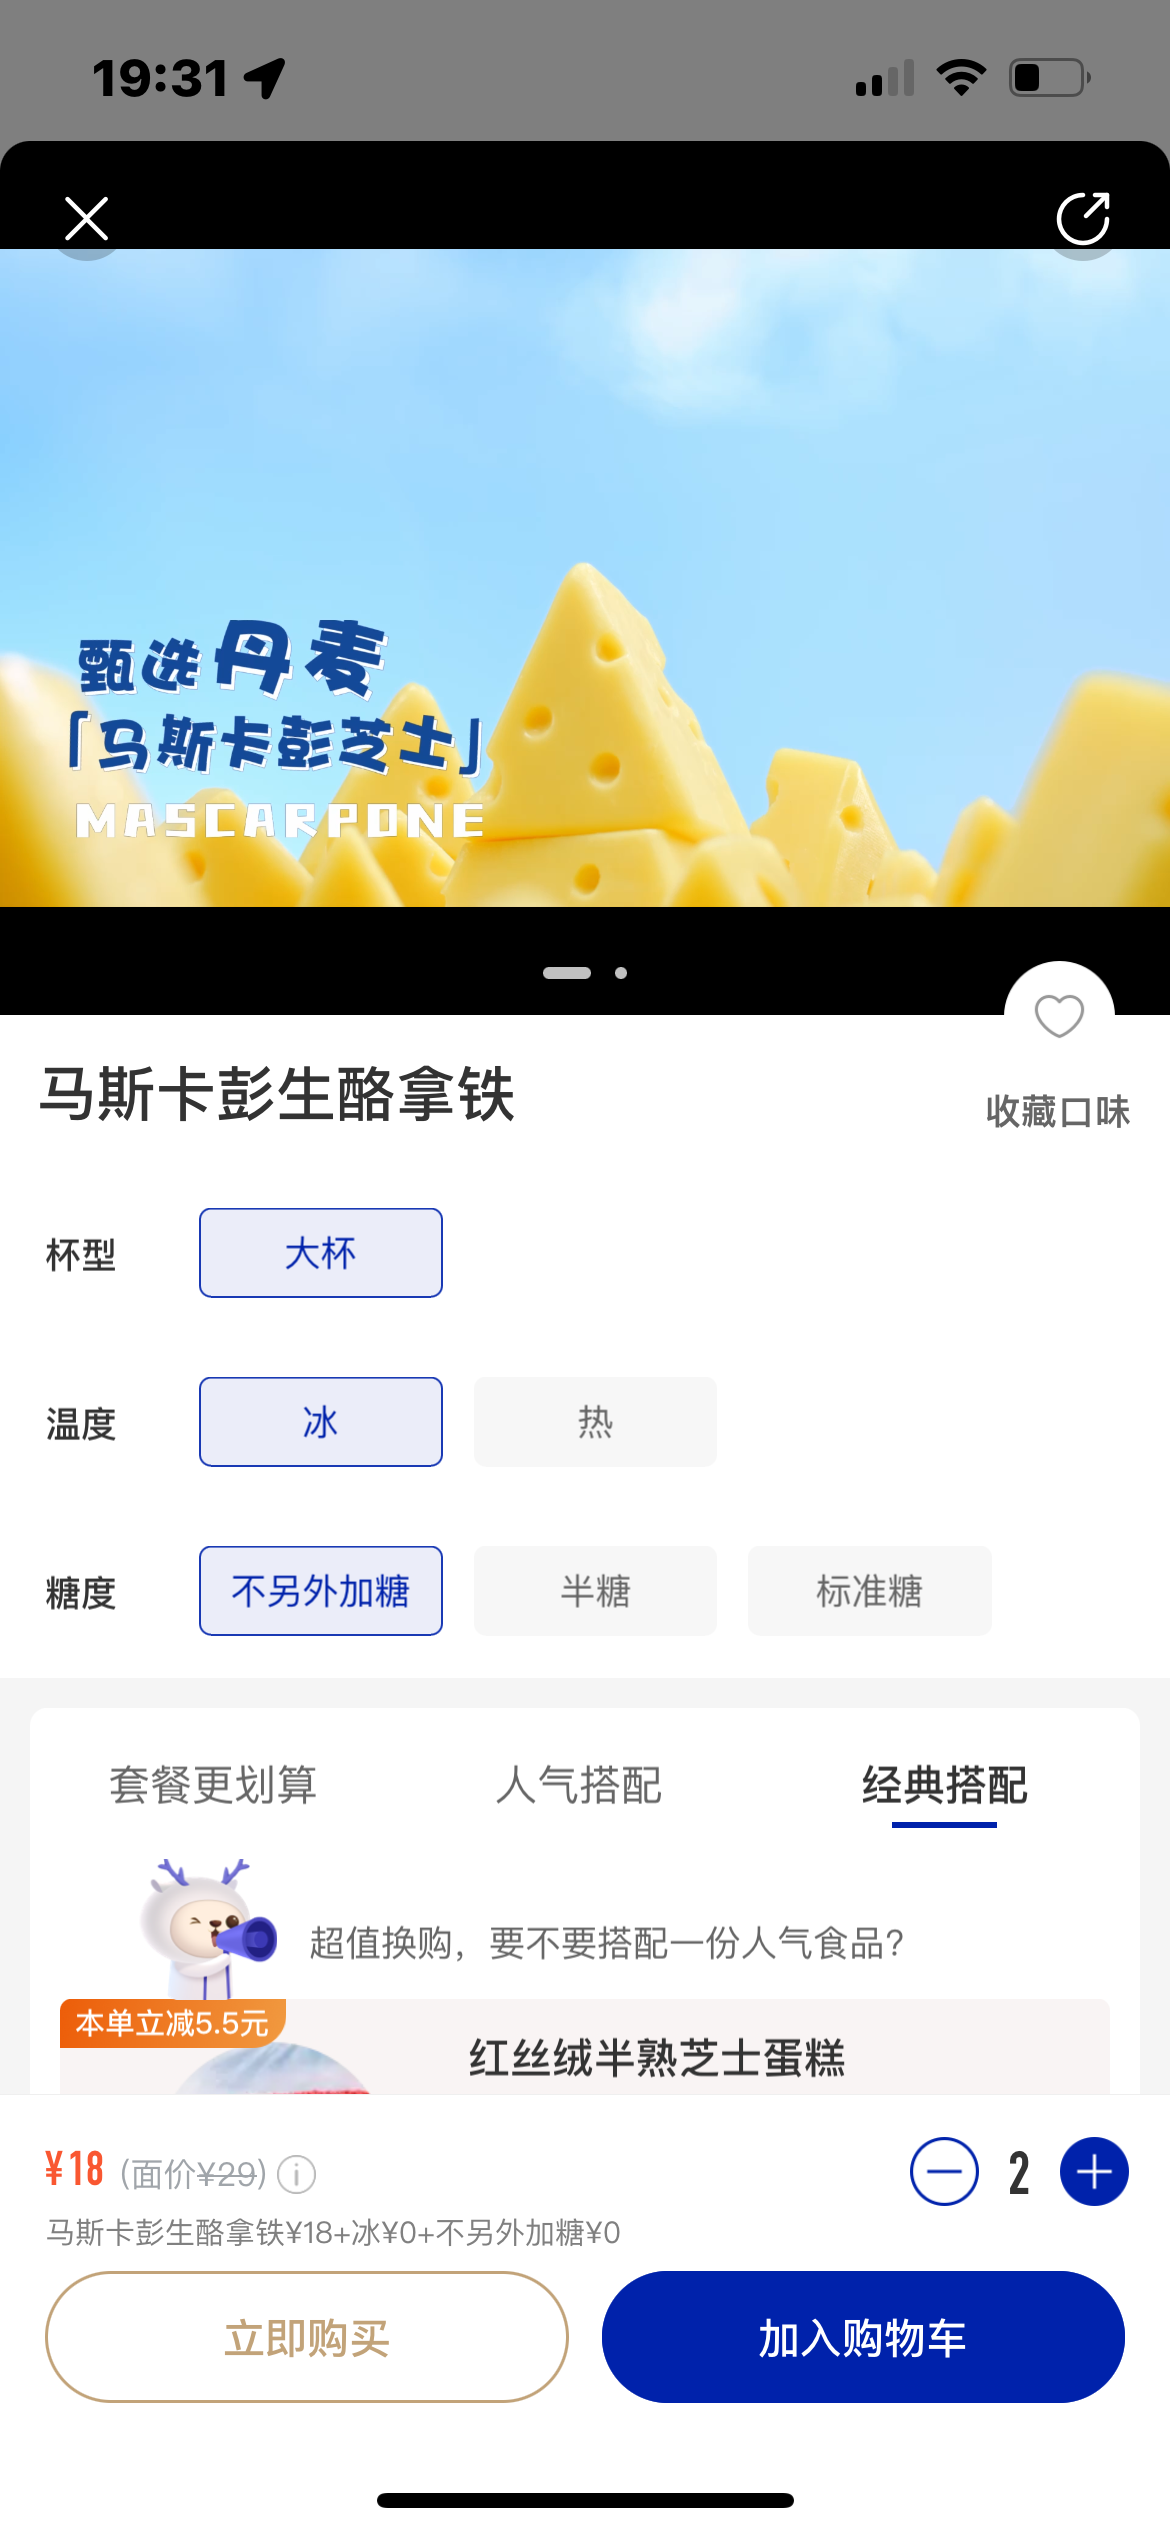 19:31
甄选丹麦
「马斯卡彭芝士」
MASCARPONE
马斯卡彭生酪拿铁
收藏口味
杯型
大杯
温度
冰
热
糖度
不另外加糖
半糖
标准糖
套餐更划算
人气搭配
经典搭配
超值换购，要不要搭配一份人气食品?
本单立减5.5元
红丝绒半熟芝士蛋糕
¥18 (面价¥29)
2
马斯卡彭生酪拿铁¥18+冰¥0+不另外加糖¥0
立即购买
加入购物车